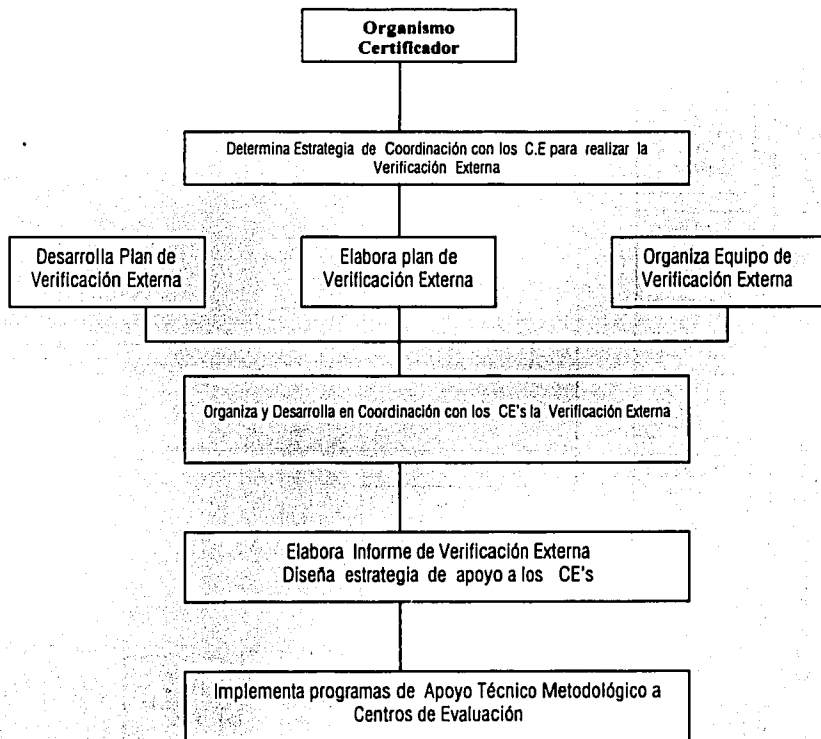 Organismo
Certificador
Determina Estrategia de Coordinación con los C.E para realizar la
Verificación Externa
Desarrolla Plan de
Verificación Externa
Elabora plan de
Verificación Externa
Organiza Equipo de
Verificación Externa
Organiza y Desarrolla en Coordinación con los CE's la Verificación Externa
Elabora Informe de Verificación Externa
Diseña estrategia de apoyo a los CE's
Implementa programas de Apoyo Técnico Metodológico a
Centros de Evaluación